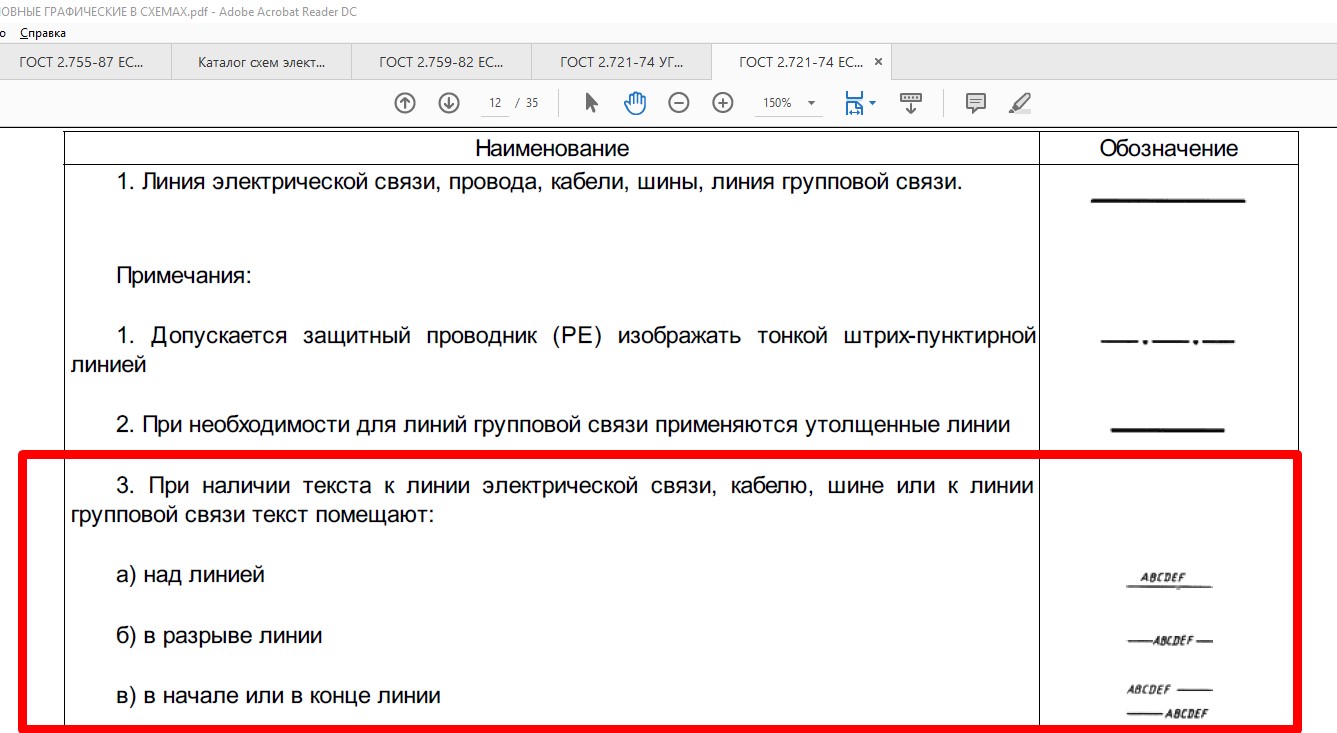 ОВНЫЕ ГРАФИЧЕСКИЕ В СХЕМАХ.pdf - Adobe Acrobat Reader DC
о Справка
ГОСТ 2.755-87 ЕС... Каталог схем элект... ГОСТ 2.759-82 ЕС... ГОСТ 2.721-74 УГ... ГОСТ 2.721-74 ЕС... ×
12 / 35 150%
Наименование Обозначение
1. Линия электрической связи, провода, кабели, шины, линия групповой связи.
Примечания:
1. Допускается защитный проводник (PE) изображать тонкой штрих-пунктирной
линией
2. При необходимости для линий групповой связи применяются утолщенные линии
3. При наличии текста к линии электрической связи, кабелю, шине или к линии
групповой связи текст помещают:
а) над линией ABCDEF
б) в разрыве линии ABCDEF
в) в начале или в конце линии ABCDEF
ABCDEF